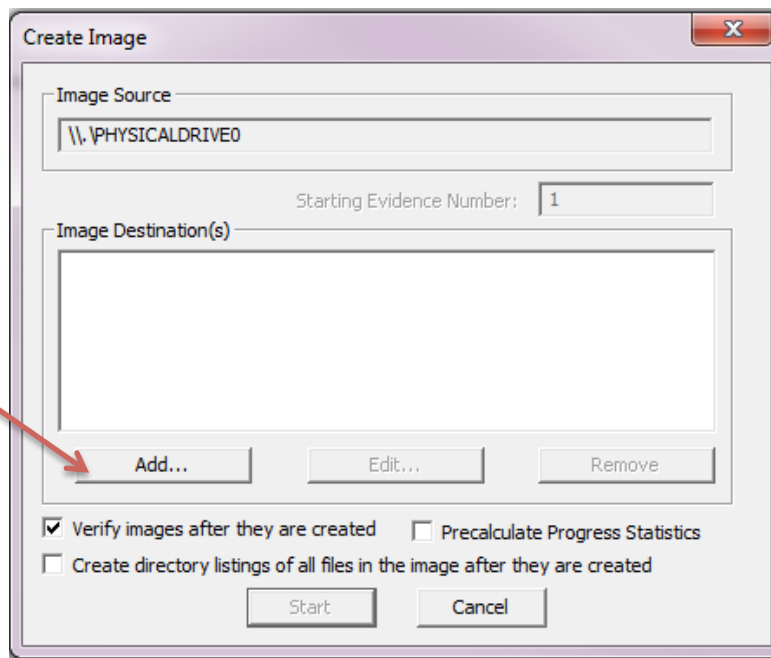 Create Image
Image Source
\\.\PHYSICALDRIVE0
Starting Evidence Number: 1
Image Destination(s)
Add... Edit... Remove
Verify images after they are created Precalculate Progress Statistics
Create directory listings of all files in the image after they are created
Start Cancel